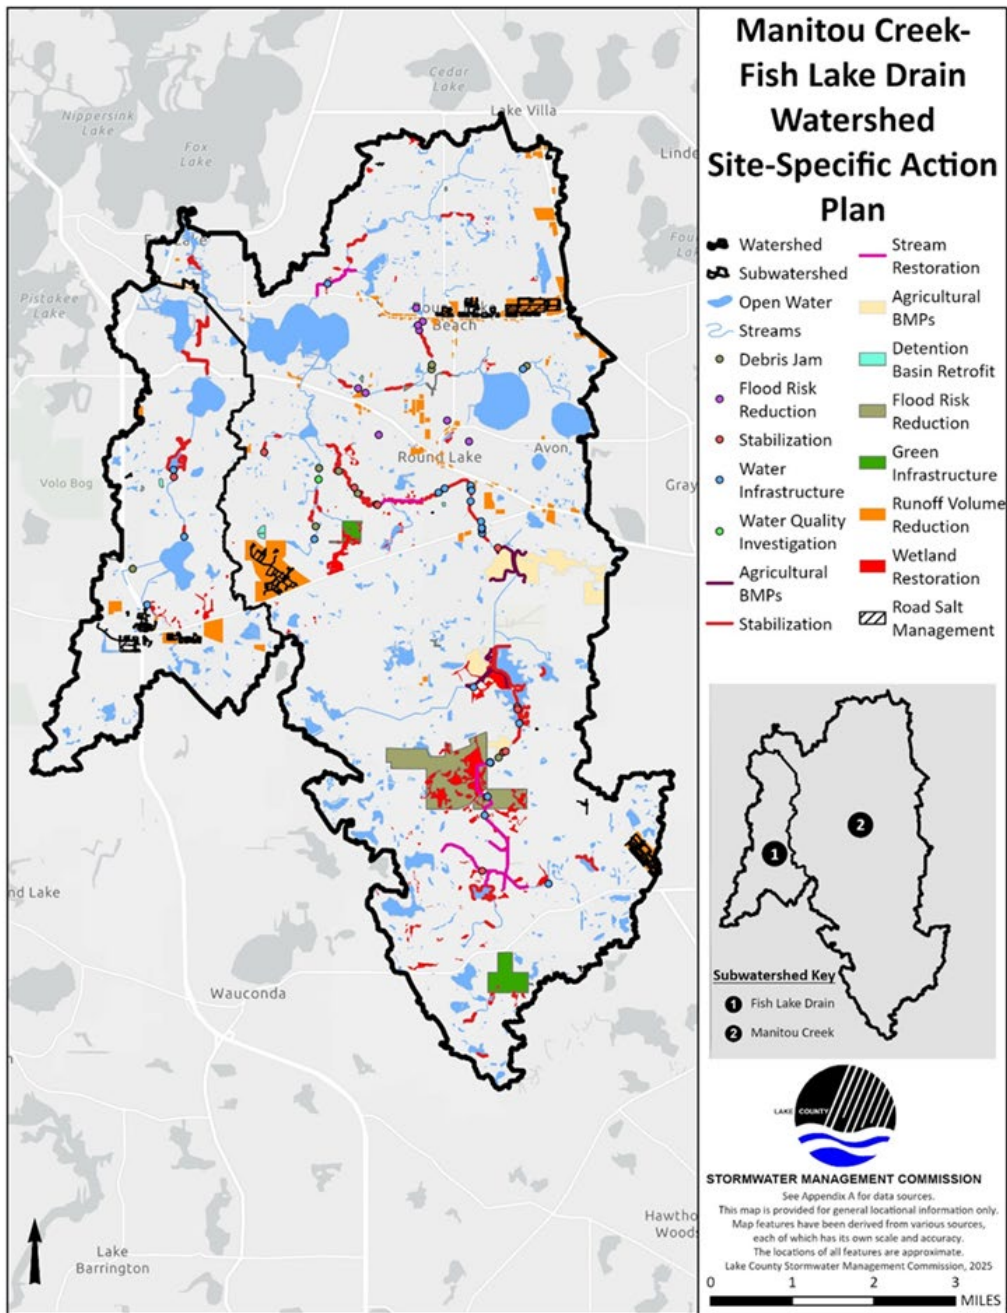 Manitou Creek-
Fish Lake Drain
Watershed
Site-Specific Action
Plan
Watershed
Subwatershed
Open Water
Streams
Debris Jam
Flood Risk
Reduction
Stabilization
Water
Infrastructure
Water Quality
Investigation
Agricultural
BMPs
Stabilization
Stream
Restoration
Agricultural
BMPs
Detention
Basin Retrofit
Flood Risk
Reduction
Green
Infrastructure
Runoff Volume
Reduction
Wetland
Restoration
Road Salt
Management
Cedar
Lake
Lake Villa
Nippersink
Lake
Fox
Lake
Linde
Lake
Pistakee
Lake
Beach
Round Lake
Avon
Gray
Volo Bog
nd Lake
Wauconda
Lake
Barrington
Hawtho
Woods
1
2
Subwatershed Key
1 Fish Lake Drain
2 Manitou Creek
LAKE COUNTY
STORMWATER MANAGEMENT COMMISSION
See Appendix A for data sources.
This map is provided for general locational information only.
Map features have been derived from various sources,
each of which has its own scale and accuracy.
The locations of all features are approximate.
Lake County Stormwater Management Commission, 2025
0 1 2 3
MILES